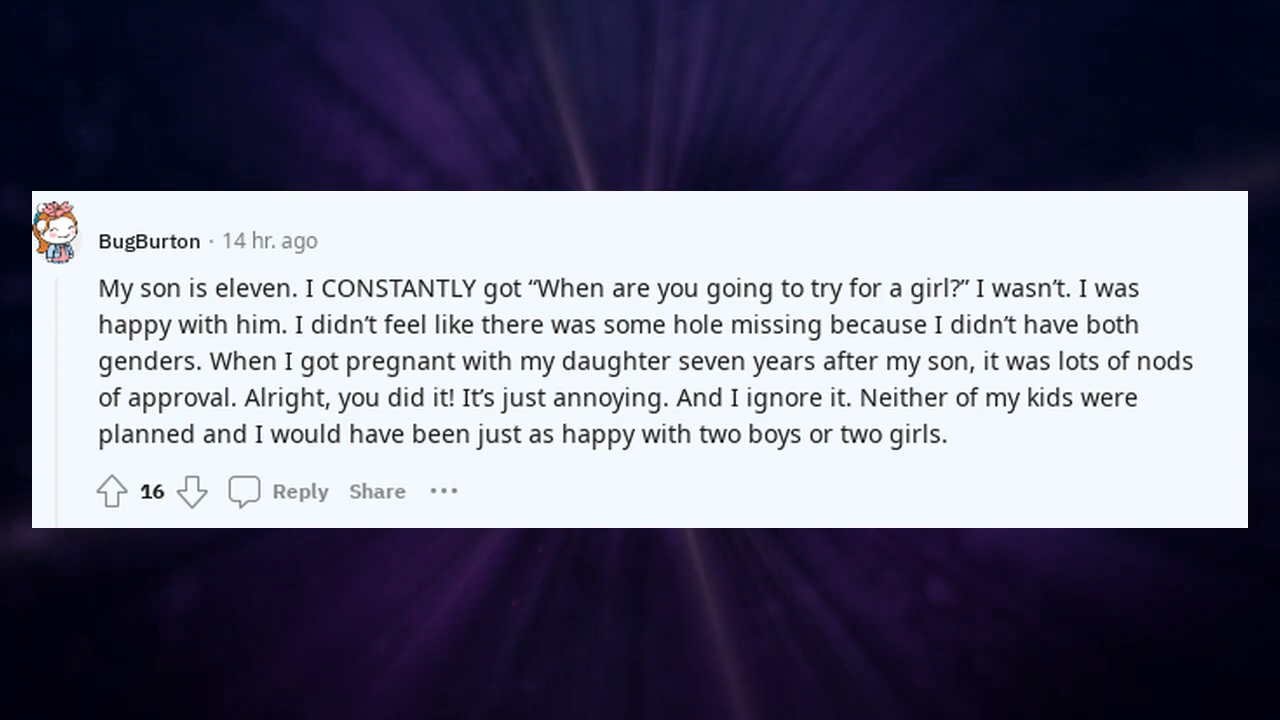 BugBurton · 14 hr. ago
My son is eleven. I CONSTANTLY got “When are you going to try for a girl?” I wasn’t. I was
happy with him. I didn’t feel like there was some hole missing because I didn’t have both
genders. When I got pregnant with my daughter seven years after my son, it was lots of nods
of approval. Alright, you did it! It’s just annoying. And I ignore it. Neither of my kids were
planned and I would have been just as happy with two boys or two girls.
16 Reply Share ···